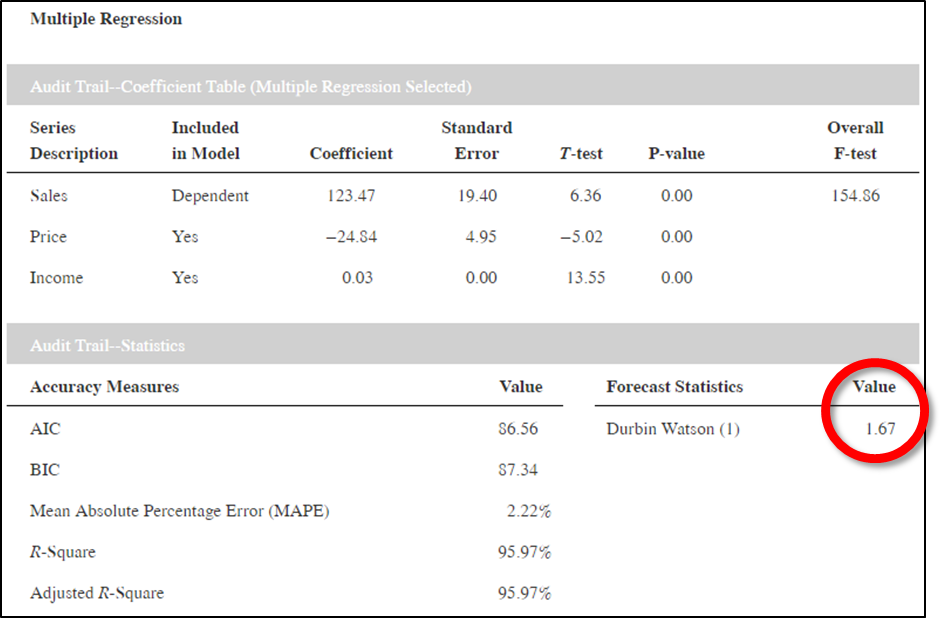 Multiple Regression
Audit Trail--Coefficient Table (Multiple Regression Selected)
Series Included Standard Overall
Description in Model Coefficient Error T-test P-value F-test
Sales Dependent 123.47 19.40 6.36 0.00 154.86
Price Yes −24.84 4.95 −5.02 0.00
Income Yes 0.03 0.00 13.55 0.00
Audit Trail--Statistics
Accuracy Measures Value Forecast Statistics Value
AIC 86.56 Durbin Watson (1) 1.67
BIC 87.34
Mean Absolute Percentage Error (MAPE) 2.22%
R-Square 95.97%
Adjusted R-Square 95.97%